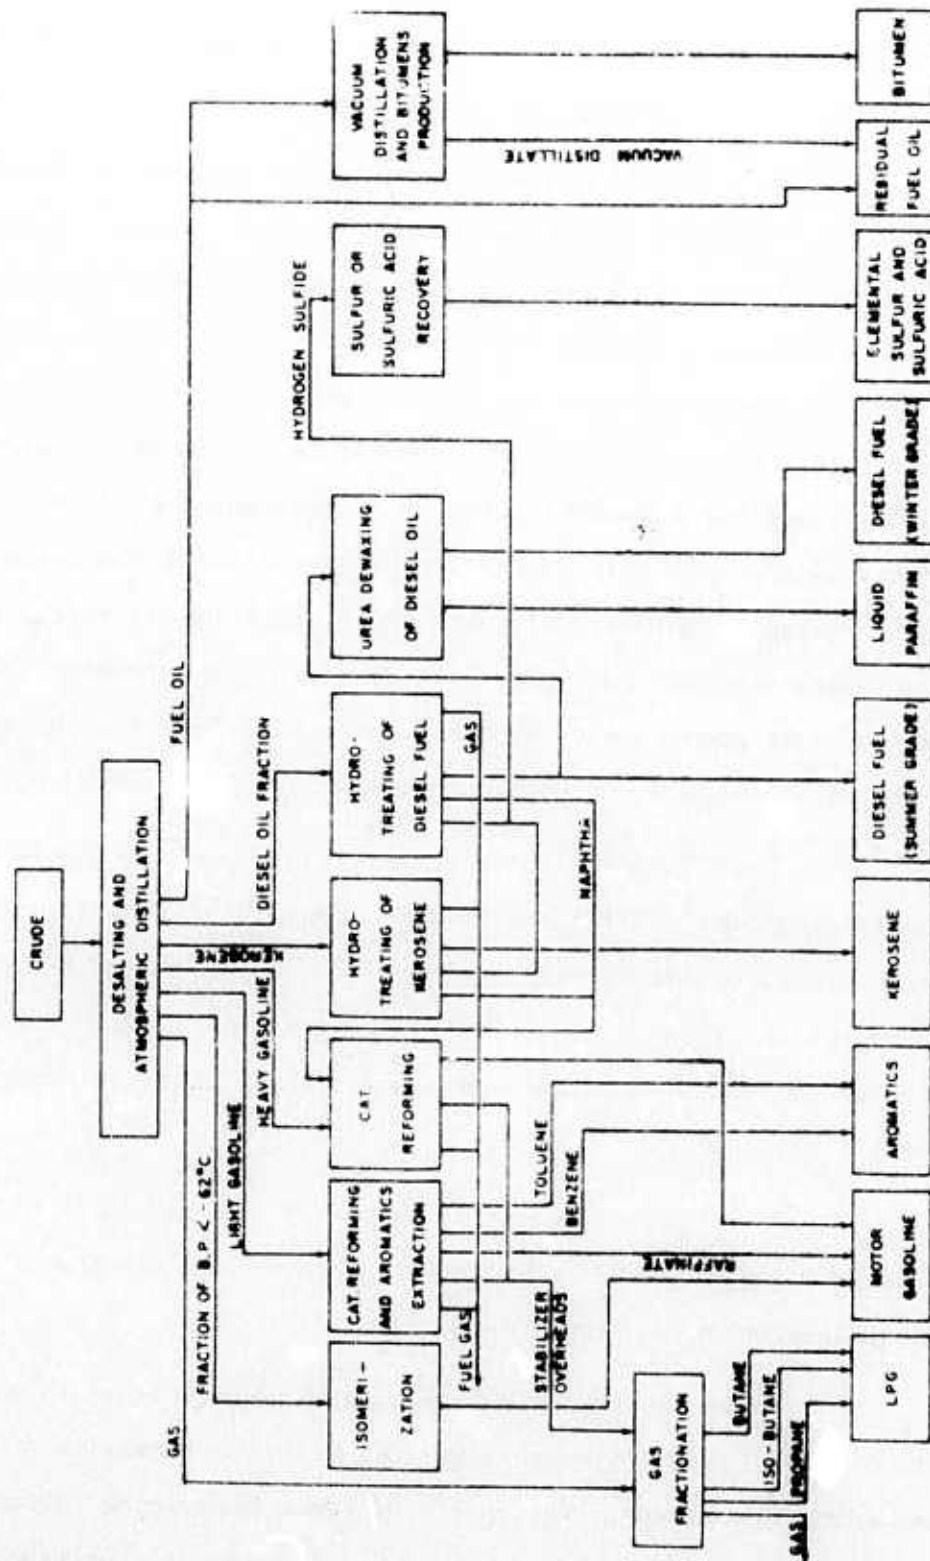 CRUDE
DESALTING AND
ATMOSPHERIC DISTILLATION
GAS
FRACTION OF B.P. < - 62°C
LIGHT GASOLINE
HEAVY GASOLINE
KEROSENE
DIESEL OIL FRACTION
FUEL OIL
ISOMERI-
ZATION
CAT. REFORMING
AND AROMATICS
EXTRACTION
CAT.
REFORMING
HYDRO-
TREATING OF
KEROSENE
HYDRO-
TREATING OF
DIESEL FUEL
UREA DEWAXING
OF DIESEL OIL
HYDROGEN SULFIDE
SULFUR OR
SULFURIC ACID
RECOVERY
VACUUM
DISTILLATION
AND BITUMENS
PRODUCTION
FUEL GAS
GAS
STABILIZER
OVERHEADS
TOLUENE
BENZENE
RAFFINATE
NAPHTHA
VACUUM DISTILLATE
GAS
FRACTIONATION
BUTANE
ISO-BUTANE
PROPANE
GAS
LPG
MOTOR
GASOLINE
AROMATICS
KEROSENE
DIESEL FUEL
(SUMMER GRADE)
LIQUID
PARAFFIN
DIESEL FUEL
(WINTER GRADE)
ELEMENTAL
SULFUR AND
SULFURIC ACID
RESIDUAL
FUEL OIL
BITUMEN